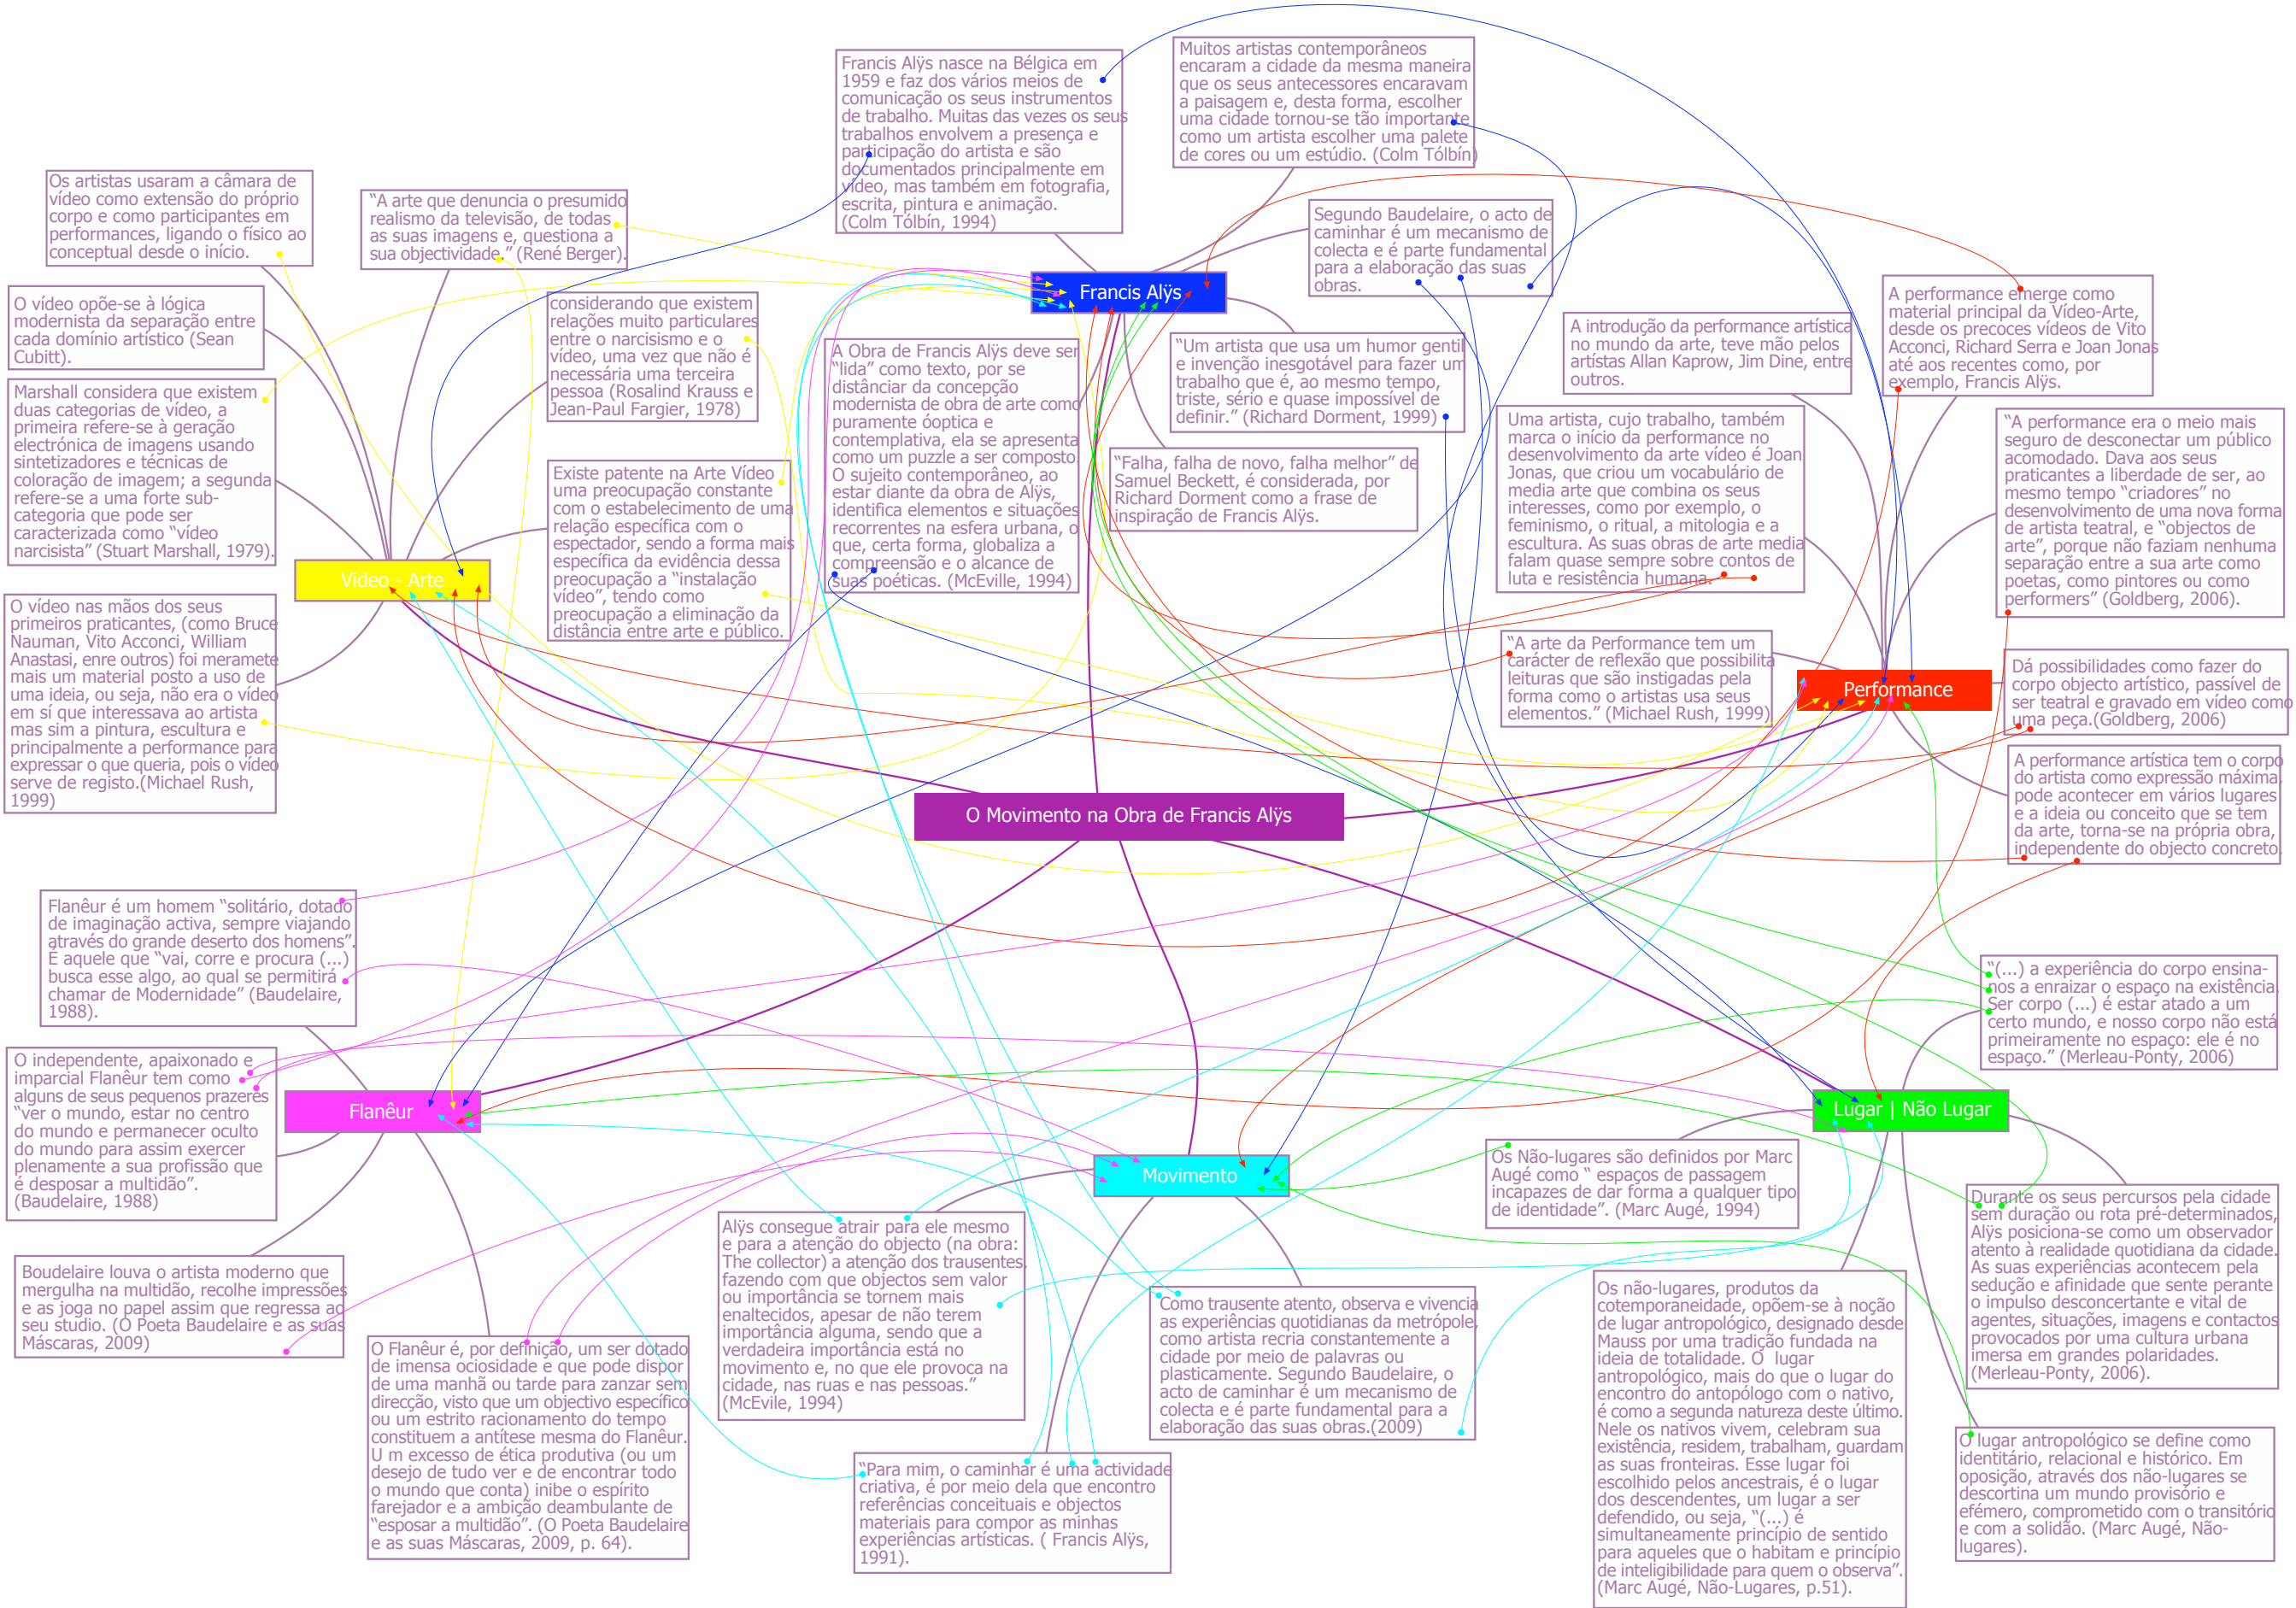 Francis Alÿs nasce na Bélgica em
1959 e faz dos vários meios de
comunicação os seus instrumentos
de trabalho. Muitas das vezes os seus
trabalhos envolvem a presença e
participação do artista e são
documentados principalmente em
vídeo, mas também em fotografia,
escrita, pintura e animação.
(Colm Tólbín, 1994)
Muitos artistas contemporâneos
encaram a cidade da mesma maneira
que os seus antecessores encaravam
a paisagem e, desta forma, escolher
uma cidade tornou-se tão importante
como um artista escolher uma palete
de cores ou um estúdio. (Colm Tólbín)
Os artistas usaram a câmara de
vídeo como extensão do próprio
corpo e como participantes em
performances, ligando o físico ao
conceptual desde o início.
“A arte que denuncia o presumido
realismo da televisão, de todas
as suas imagens e, questiona a
sua objectividade.” (René Berger).
Segundo Baudelaire, o acto de
caminhar é um mecanismo de
colecta e é parte fundamental
para a elaboração das suas
obras.
Francis Alÿs
O vídeo opõe-se à lógica
modernista da separação entre
cada domínio artístico (Sean
Cubitt).
considerando que existem
relações muito particulares
entre o narcisismo e o
vídeo, uma vez que não é
necessária uma terceira
pessoa (Rosalind Krauss e
Jean-Paul Fargier, 1978)
A Obra de Francis Alÿs deve ser
“lida” como texto, por se
distânciar da concepção
modernista de obra de arte como
puramente óoptica e
contemplativa, ela se apresenta
como um puzzle a ser composto.
O sujeito contemporâneo, ao
estar diante da obra de Alÿs,
identifica elementos e situações
recorrentes na esfera urbana, o
que, certa forma, globaliza a
compreensão e o alcance de
suas poéticas. (McEville, 1994)
“Um artista que usa um humor gentil
e invenção inesgotável para fazer um
trabalho que é, ao mesmo tempo,
triste, sério e quase impossível de
definir.” (Richard Dorment, 1999)
A introdução da performance artística
no mundo da arte, teve mão pelos
artístas Allan Kaprow, Jim Dine, entre
outros.
A performance emerge como
material principal da Vídeo-Arte,
desde os precoces vídeos de Vito
Acconci, Richard Serra e Joan Jonas
até aos recentes como, por
exemplo, Francis Alÿs.
Marshall considera que existem
duas categorias de vídeo, a
primeira refere-se à geração
electrónica de imagens usando
sintetizadores e técnicas de
coloração de imagem; a segunda
refere-se a uma forte sub-
categoria que pode ser
caracterizada como “vídeo
narcisista” (Stuart Marshall, 1979).
Existe patente na Arte Vídeo
uma preocupação constante
com o estabelecimento de uma
relação específica com o
espectador, sendo a forma mais
específica da evidência dessa
preocupação a “instalação
vídeo”, tendo como
preocupação a eliminação da
distância entre arte e público.
“Falha, falha de novo, falha melhor” de
Samuel Beckett, é considerada, por
Richard Dorment como a frase de
inspiração de Francis Alÿs.
Uma artista, cujo trabalho, também
marca o início da performance no
desenvolvimento da arte vídeo é Joan
Jonas, que criou um vocabulário de
media arte que combina os seus
interesses, como por exemplo, o
feminismo, o ritual, a mitologia e a
escultura. As suas obras de arte media
falam quase sempre sobre contos de
luta e resistência humana.
“A performance era o meio mais
seguro de desconectar um público
acomodado. Dava aos seus
praticantes a liberdade de ser, ao
mesmo tempo “criadores” no
desenvolvimento de uma nova forma
de artista teatral, e “objectos de
arte”, porque não faziam nenhuma
separação entre a sua arte como
poetas, como pintores ou como
performers” (Goldberg, 2006).
Video - Arte
O vídeo nas mãos dos seus
primeiros praticantes, (como Bruce
Nauman, Vito Acconci, William
Anastasi, enre outros) foi meramete
mais um material posto a uso de
uma ideia, ou seja, não era o vídeo
em sí que interessava ao artista
mas sim a pintura, escultura e
principalmente a performance para
expressar o que queria, pois o vídeo
serve de registo.(Michael Rush,
1999)
“A arte da Performance tem um
carácter de reflexão que possibilita
leituras que são instigadas pela
forma como o artistas usa seus
elementos.” (Michael Rush, 1999)
Performance
Dá possibilidades como fazer do
corpo objecto artístico, passível de
ser teatral e gravado em vídeo como
uma peça.(Goldberg, 2006)
A performance artística tem o corpo
do artista como expressão máxima,
pode acontecer em vários lugares
e a ideia ou conceito que se tem
da arte, torna-se na própria obra,
independente do objecto concreto.
O Movimento na Obra de Francis Alÿs
Flanêur é um homem “solitário, dotado
de imaginação activa, sempre viajando
através do grande deserto dos homens”.
É aquele que “vai, corre e procura (...)
busca esse algo, ao qual se permitirá
chamar de Modernidade” (Baudelaire,
1988).
“(...) a experiência do corpo ensina-
nos a enraizar o espaço na existência.
Ser corpo (...) é estar atado a um
certo mundo, e nosso corpo não está
primeiramente no espaço: ele é no
espaço.” (Merleau-Ponty, 2006)
O independente, apaixonado e
imparcial Flanêur tem como
alguns de seus pequenos prazeres
“ver o mundo, estar no centro
do mundo e permanecer oculto
do mundo para assim exercer
plenamente a sua profissão que
é desposar a multidão”.
(Baudelaire, 1988)
Flanêur
Lugar | Não Lugar
Movimento
Os Não-lugares são definidos por Marc
Augé como “ espaços de passagem
incapazes de dar forma a qualquer tipo
de identidade”. (Marc Augé, 1994)
Durante os seus percursos pela cidade
sem duração ou rota pré-determinados,
Alÿs posiciona-se como um observador
atento à realidade quotidiana da cidade.
As suas experiências acontecem pela
sedução e afinidade que sente perante
o impulso desconcertante e vital de
agentes, situações, imagens e contactos
provocados por uma cultura urbana
imersa em grandes polaridades.
(Merleau-Ponty, 2006).
Alÿs consegue atrair para ele mesmo
e para a atenção do objecto (na obra:
The collector) a atenção dos trausentes,
fazendo com que objectos sem valor
ou importância se tornem mais
enaltecidos, apesar de não terem
importância alguma, sendo que a
verdadeira importância está no
movimento e, no que ele provoca na
cidade, nas ruas e nas pessoas.”
(McEvile, 1994)
Boudelaire louva o artista moderno que
mergulha na multidão, recolhe impressões
e as joga no papel assim que regressa ao
seu studio. (O Poeta Baudelaire e as suas
Máscaras, 2009)
Como trausente atento, observa e vivencia
as experiências quotidianas da metrópole,
como artista recria constantemente a
cidade por meio de palavras ou
plasticamente. Segundo Baudelaire, o
acto de caminhar é um mecanismo de
colecta e é parte fundamental para a
elaboração das suas obras.(2009)
Os não-lugares, produtos da
cotemporaneidade, opõem-se à noção
de lugar antropológico, designado desde
Mauss por uma tradição fundada na
ideia de totalidade. O  lugar
antropológico, mais do que o lugar do
encontro do antopólogo com o nativo,
é como a segunda natureza deste último.
Nele os nativos vivem, celebram sua
existência, residem, trabalham, guardam
as suas fronteiras. Esse lugar foi
escolhido pelos ancestrais, é o lugar
dos descendentes, um lugar a ser
defendido, ou seja, “(...) é
simultaneamente princípio de sentido
para aqueles que o habitam e princípio
de inteligibilidade para quem o observa”.
(Marc Augé, Não-Lugares, p.51).
O Flanêur é, por definição, um ser dotado
de imensa ociosidade e que pode dispor
de uma manhã ou tarde para zanzar sem
direcção, visto que um objectivo específico
ou um estrito racionamento do tempo
constituem a antítese mesma do Flanêur.
U m excesso de ética produtiva (ou um
desejo de tudo ver e de encontrar todo
o mundo que conta) inibe o espírito
farejador e a ambição deambulante de
“esposar a multidão”. (O Poeta Baudelaire
e as suas Máscaras, 2009, p. 64).
“Para mim, o caminhar é uma actividade
criativa, é por meio dela que encontro
referências conceituais e objectos
materiais para compor as minhas
experiências artísticas. ( Francis Alÿs,
1991).
O lugar antropológico se define como
identitário, relacional e histórico. Em
oposição, através dos não-lugares se
descortina um mundo provisório e
efémero, comprometido com o transitório
e com a solidão. (Marc Augé, Não-
lugares).